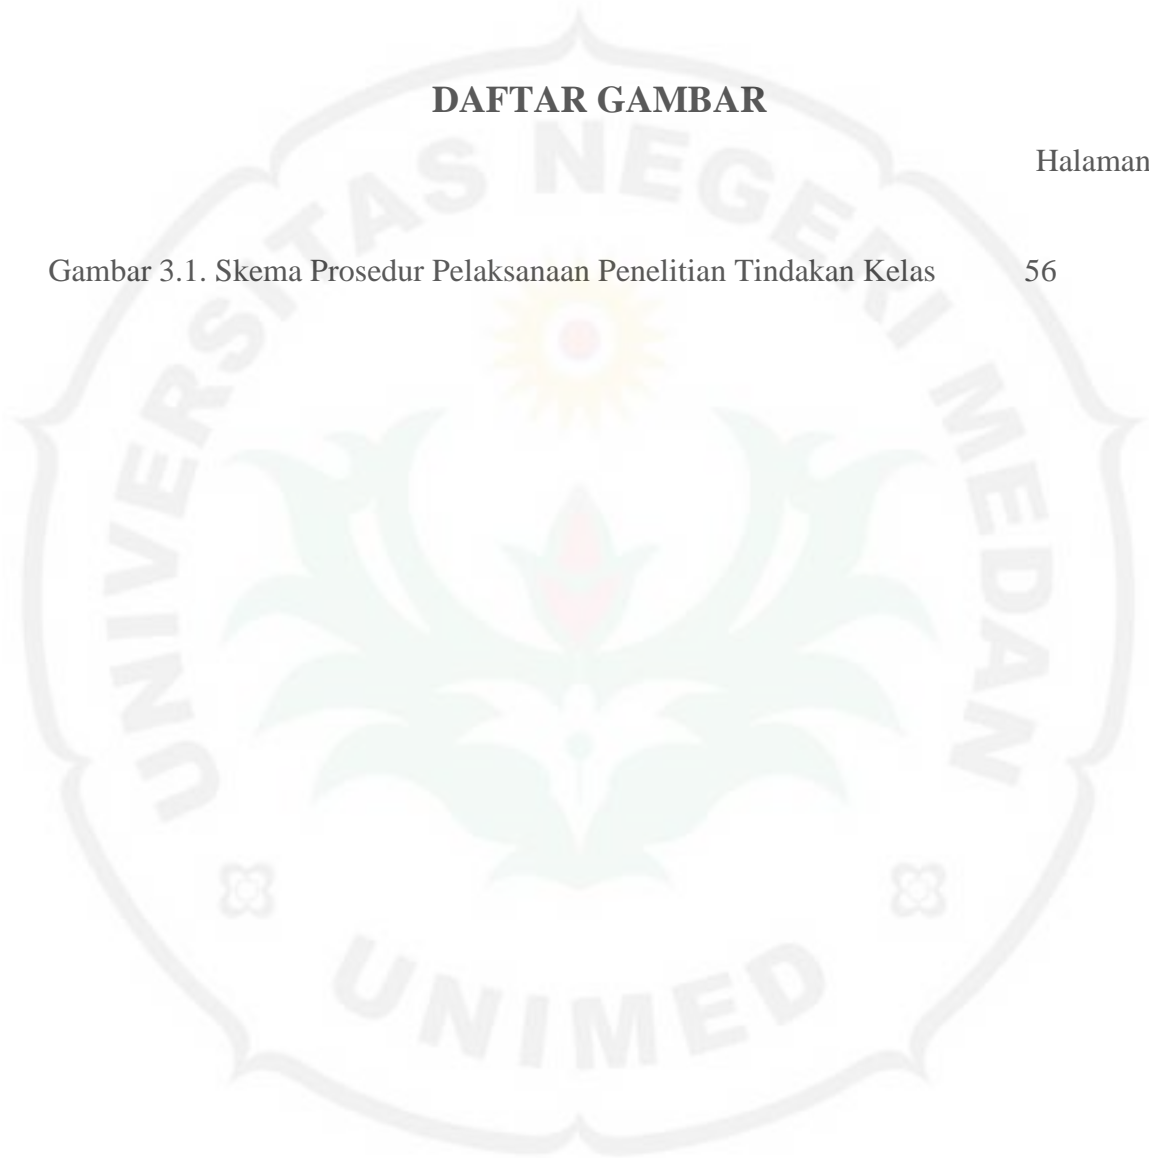 DAFTAR GAMBAR
Halaman
Gambar 3.1. Skema Prosedur Pelaksanaan Penelitian Tindakan Kelas 56
UNIVERSITAS NEGERI MEDAN
UNIMED